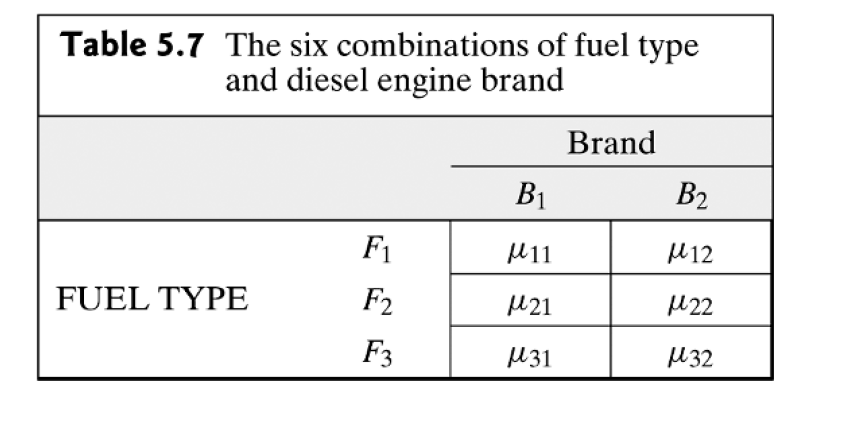 Table 5.7 The six combinations of fuel type
and diesel engine brand
Brand
B₁ B₂
F₁ μ₁₁ μ₁₂
FUEL TYPE F₂ μ₂₁ μ₂₂
F₃ μ₃₁ μ₃₂